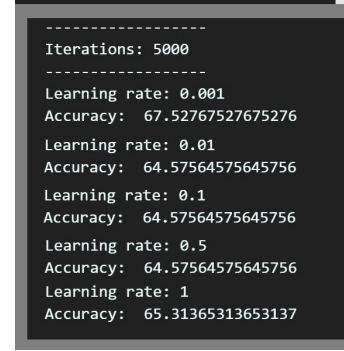 ------------------
Iterations: 5000
------------------
Learning rate: 0.001
Accuracy:  67.52767527675276
Learning rate: 0.01
Accuracy:  64.57564575645756
Learning rate: 0.1
Accuracy:  64.57564575645756
Learning rate: 0.5
Accuracy:  64.57564575645756
Learning rate: 1
Accuracy:  65.31365313653137